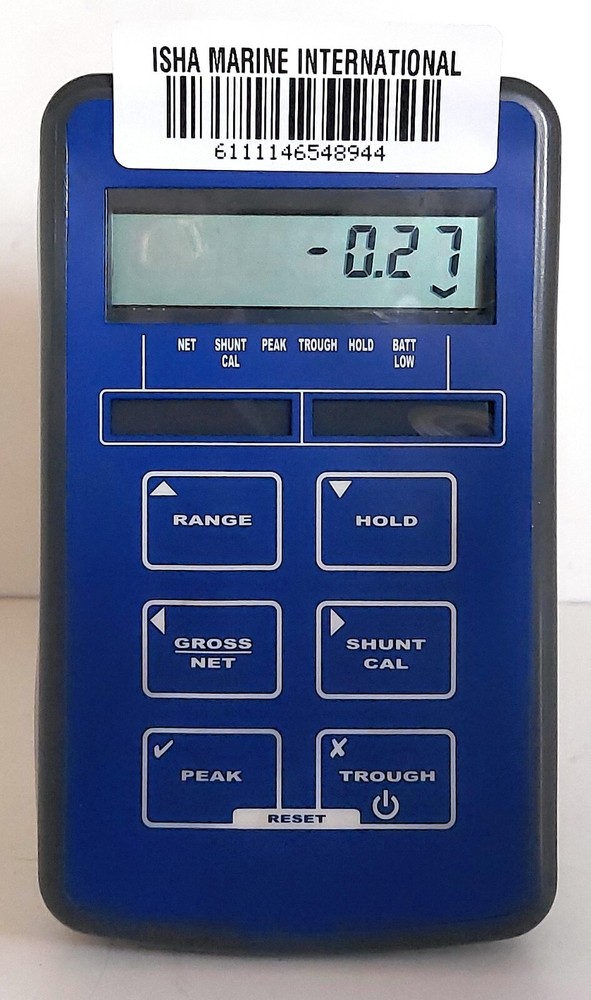 ISHA MARINE INTERNATIONAL
6111146548944
-0.27
NET SHUNT CAL PEAK TROUGH HOLD BATT LOW
RANGE
HOLD
GROSS
NET
SHUNT
CAL
PEAK
TROUGH
RESET